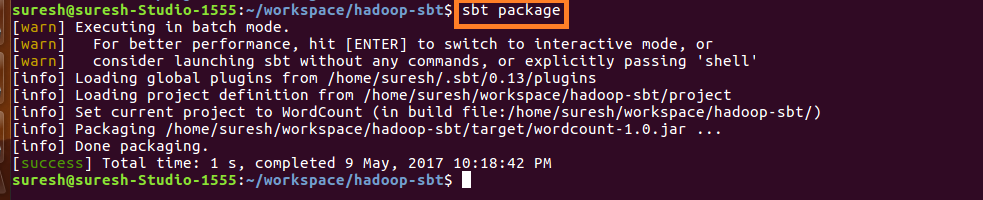 suresh@suresh-Studio-1555:~/workspace/hadoop-sbt$ sbt package
[warn] Executing in batch mode.
[warn]   For better performance, hit [ENTER] to switch to interactive mode, or
[warn]   consider launching sbt without any commands, or explicitly passing 'shell'
[info] Loading global plugins from /home/suresh/.sbt/0.13/plugins
[info] Loading project definition from /home/suresh/workspace/hadoop-sbt/project
[info] Set current project to WordCount (in build file:/home/suresh/workspace/hadoop-sbt/)
[info] Packaging /home/suresh/workspace/hadoop-sbt/target/wordcount-1.0.jar ...
[info] Done packaging.
[success] Total time: 1 s, completed 9 May, 2017 10:18:42 PM
suresh@suresh-Studio-1555:~/workspace/hadoop-sbt$